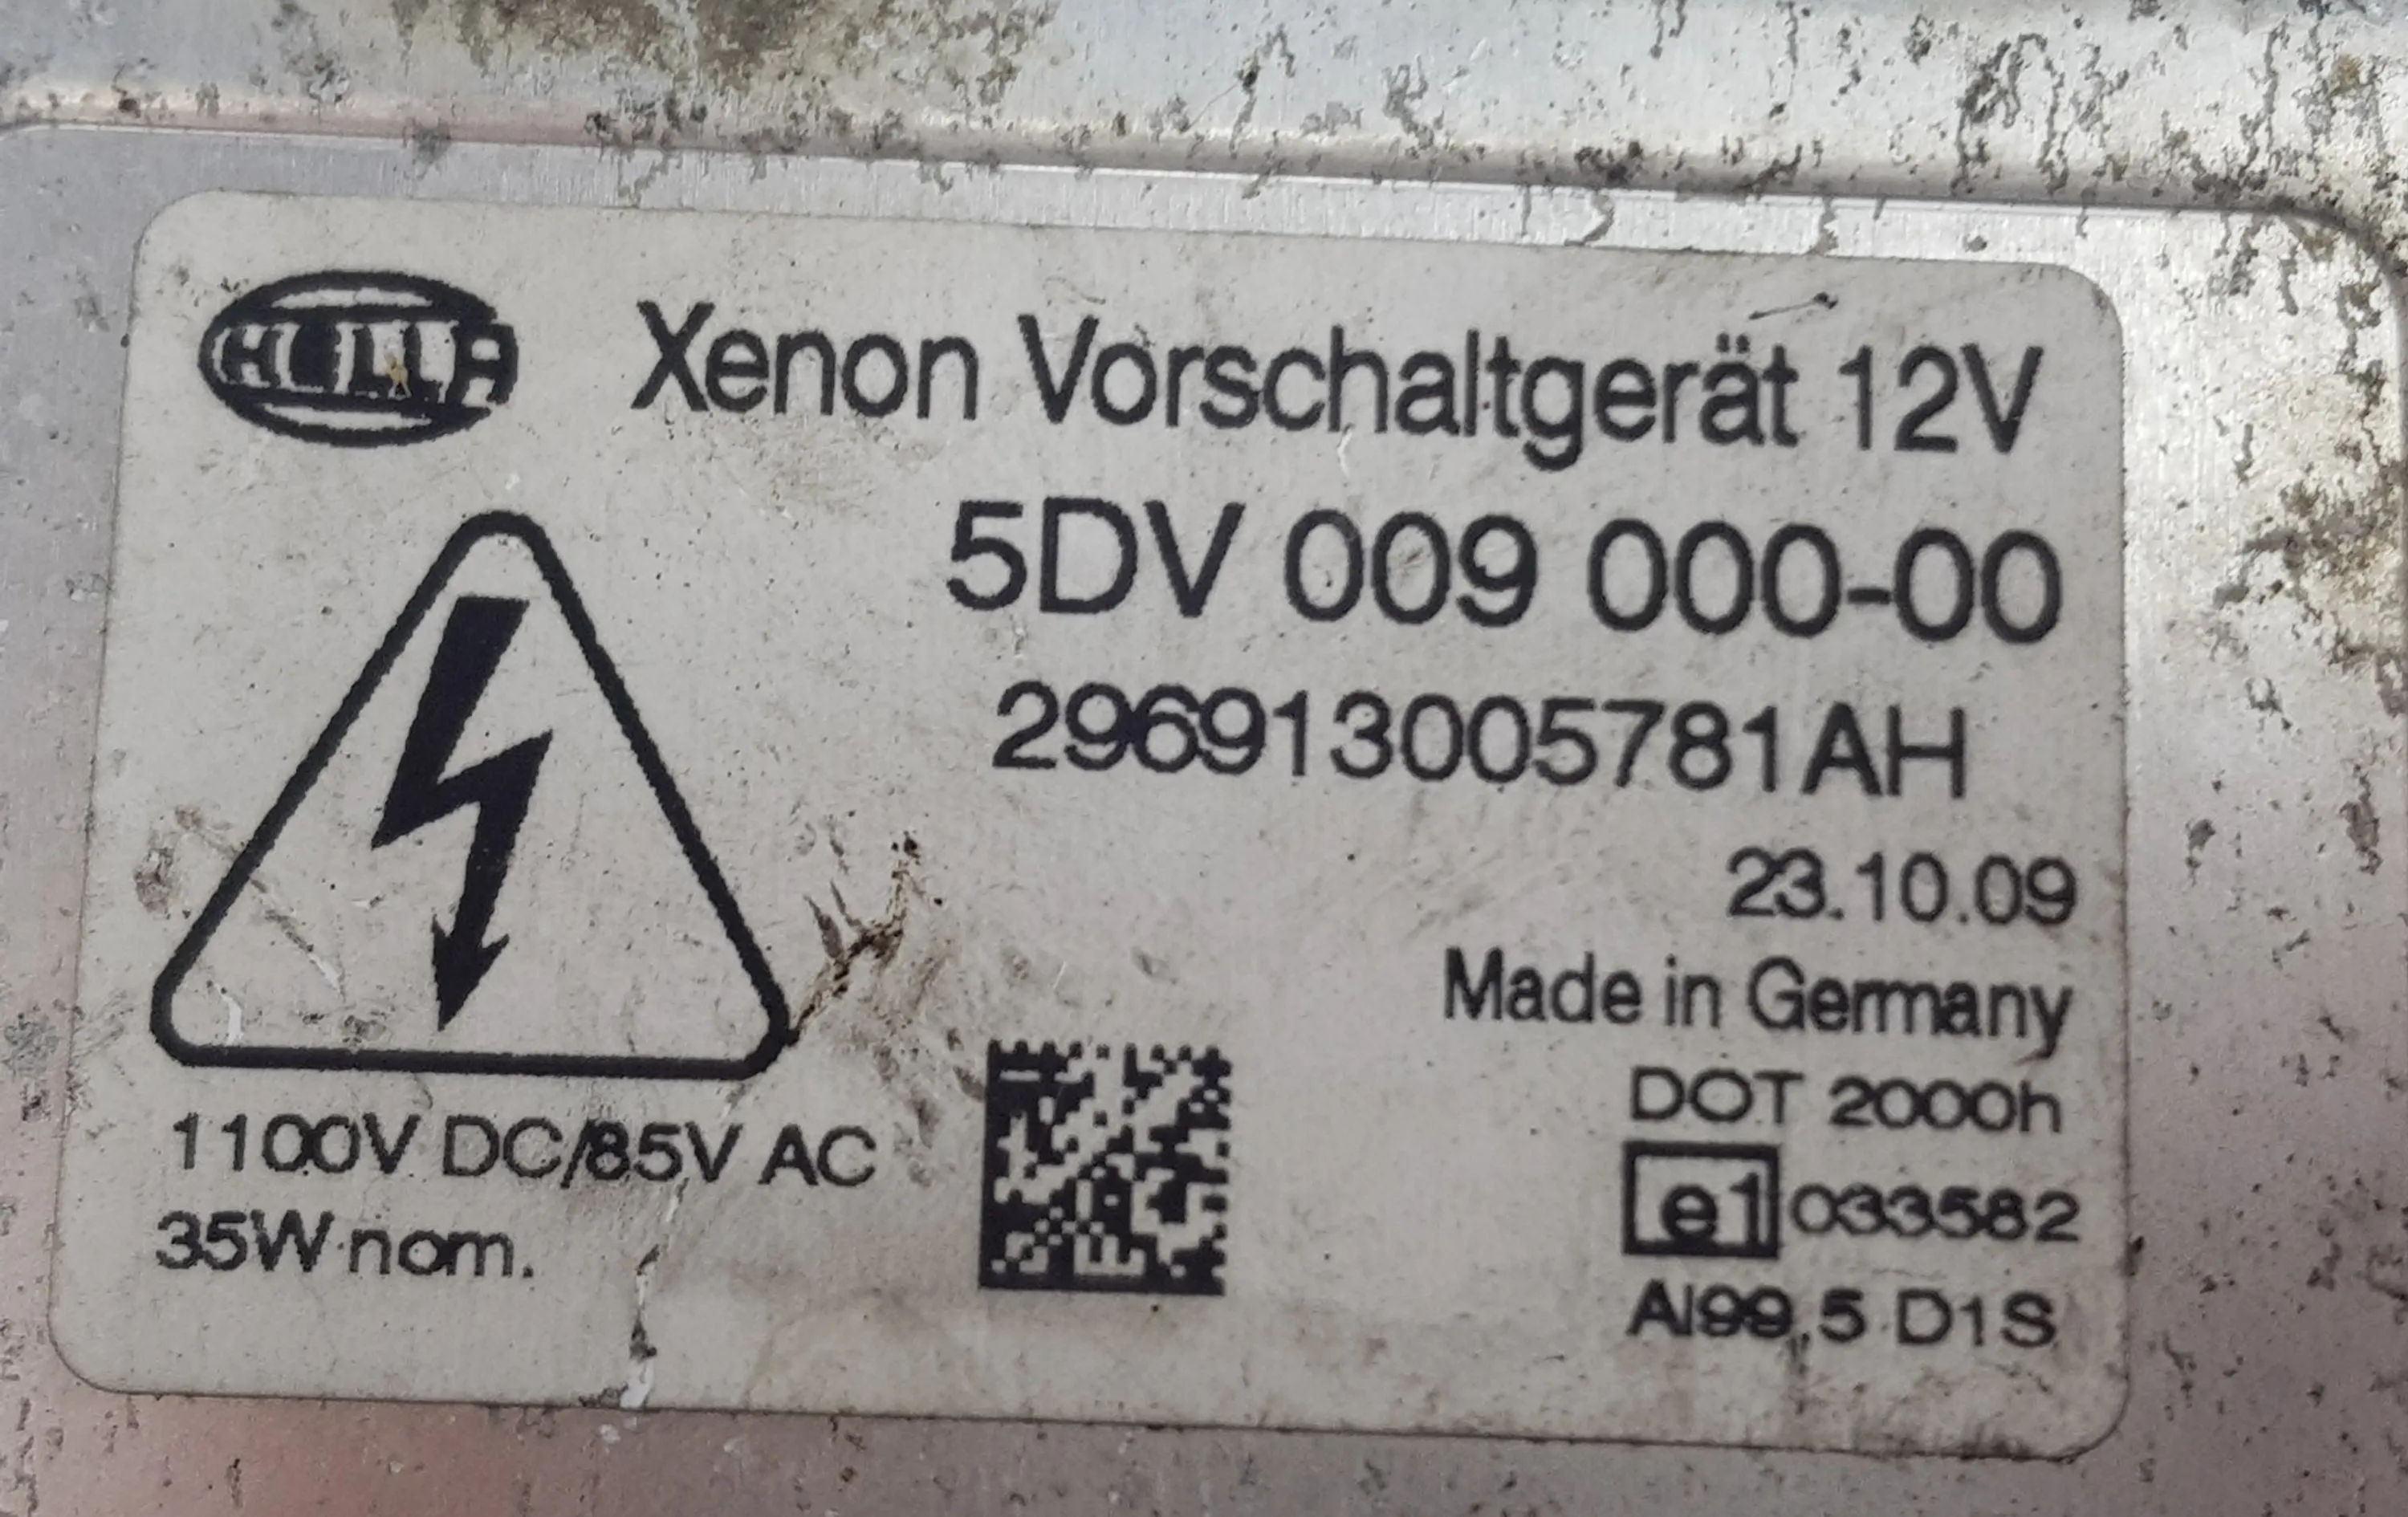 HELLA
Xenon Vorschaltgerät 12V
5DV 009 000-00
296913005781AH
23.10.09
Made in Germany
DOT 2000h
e1 033582
Al99,5 D1S
1100V DC/85V AC
35W nom.